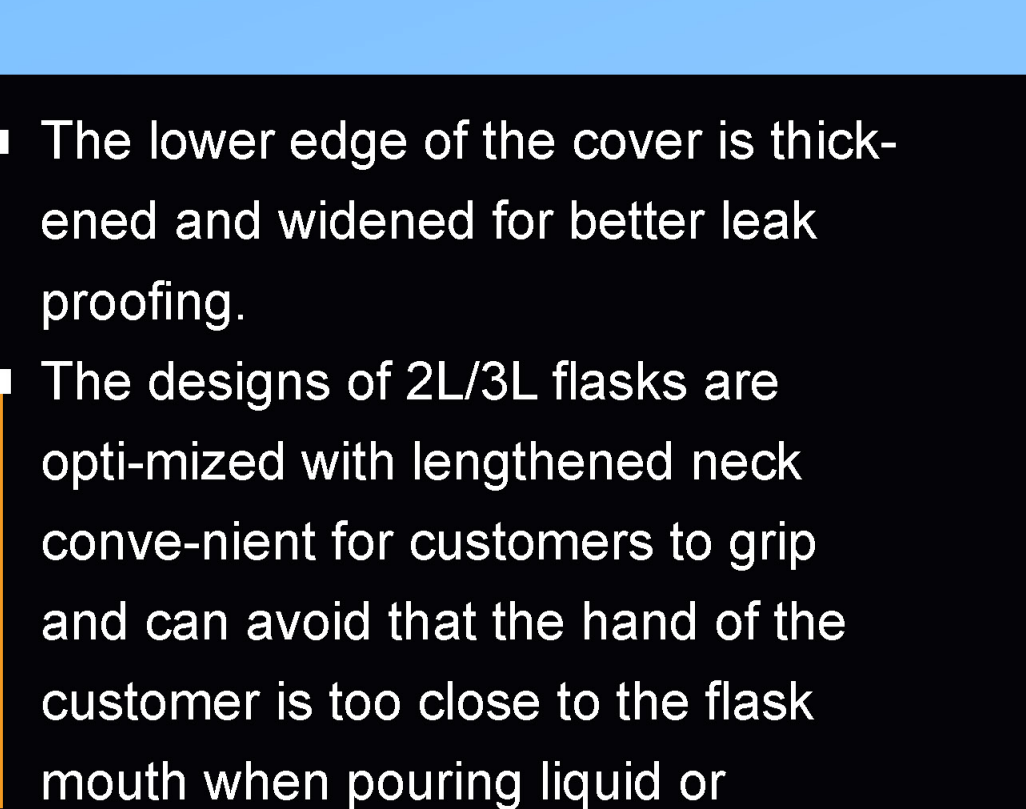 The lower edge of the cover is thick-
ened and widened for better leak
proofing.
The designs of 2L/3L flasks are
opti-mized with lengthened neck
conve-nient for customers to grip
and can avoid that the hand of the
customer is too close to the flask
mouth when pouring liquid or